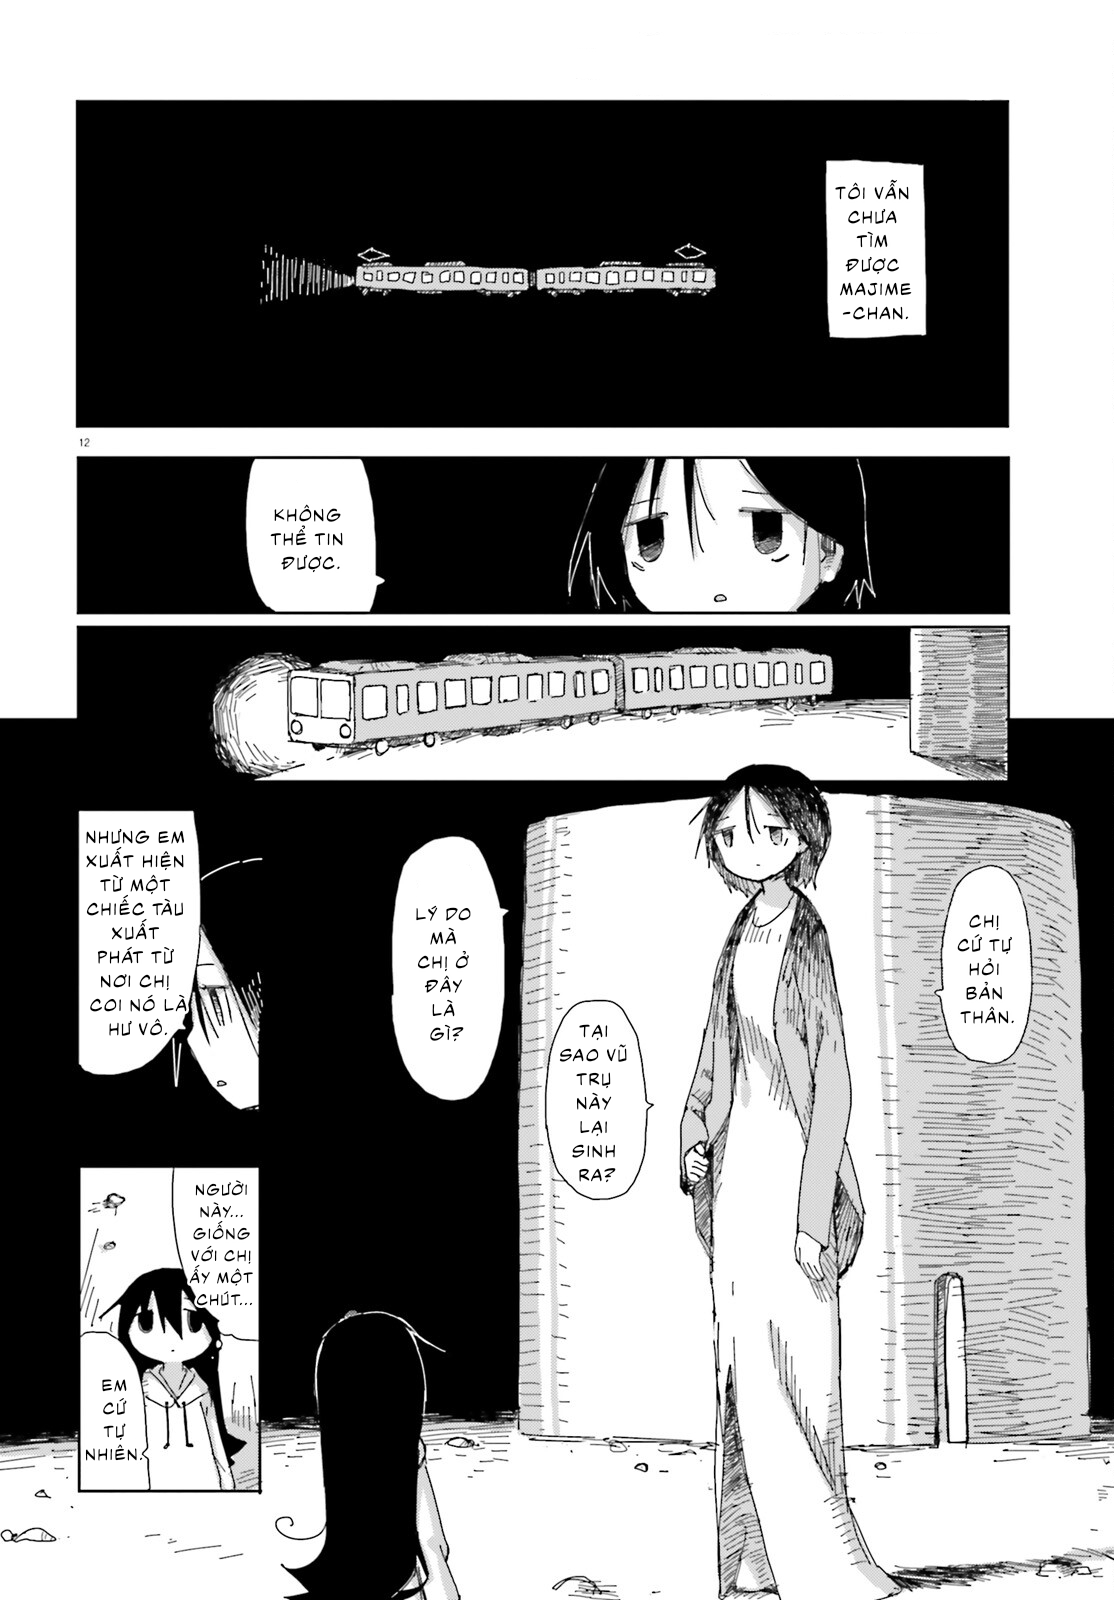 TÔI VẪN
CHƯA
TÌM
ĐƯỢC
MAJIME
-CHAN.
12
KHÔNG
THỂ TIN
ĐƯỢC.
CHỊ
CỨ TỰ
HỎI
BẢN
THÂN.
TẠI
SAO VŨ
TRỤ
NÀY
LẠI
SINH
RA?
LÝ DO
MÀ
CHỊ Ở
ĐÂY
LÀ
GÌ?
NHƯNG EM
XUẤT HIỆN
TỪ MỘT
CHIẾC TÀU
XUẤT
PHÁT TỪ
NƠI CHỊ
COI NÓ LÀ
HƯ VÔ.
NGƯỜI
NÀY...
GIỐNG
VỚI CHỊ
ẤY MỘT
CHÚT...
EM
CỨ
TỰ
NHIÊN.